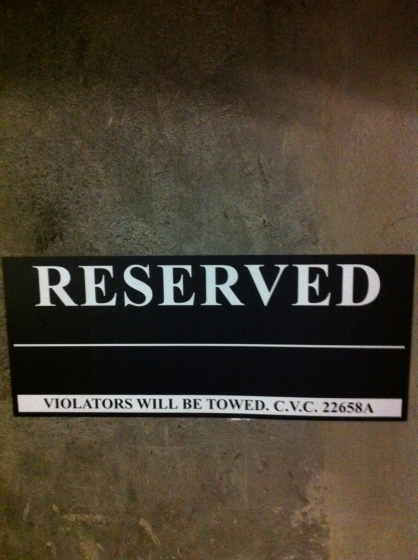 RESERVED
VIOLATORS WILL BE TOWED. C.V.C. 22658A